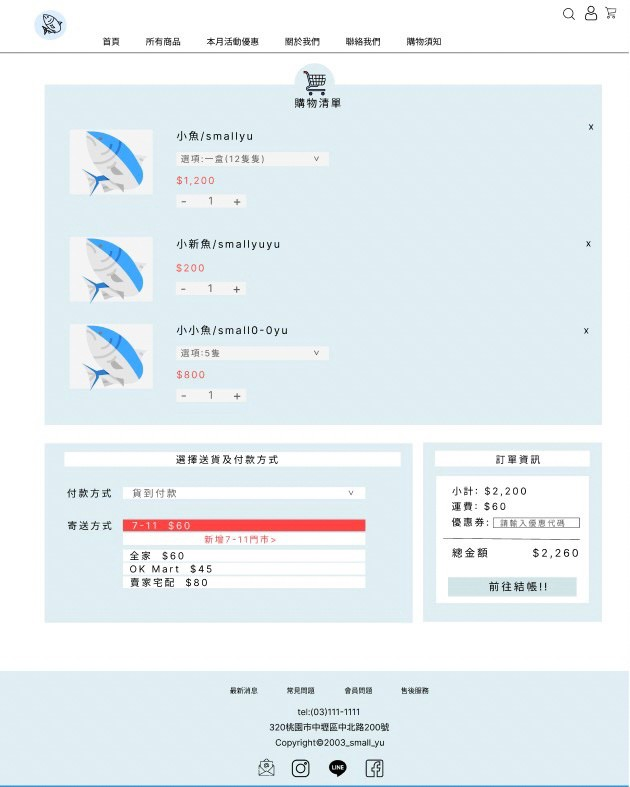 首頁 所有商品 本月活動優惠 關於我們 聯絡我們 購物須知
購物清單
小魚/smallyu x
選項:一盒(12隻隻) v
$1,200
- 1 +
小新魚/smallyuyu x
$200
- 1 +
小小魚/small0-0yu x
選項:5隻 v
$800
- 1 +
選擇送貨及付款方式
付款方式 貨到付款 v
寄送方式 7-11 $60
新增7-11門市>
全家 $60
OK Mart $45
賣家宅配 $80
訂單資訊
小計: $2,200
運費: $60
優惠券: 請輸入優惠代碼
總金額 $2,260
前往結帳!!
最新消息 常見問題 會員問題 售後服務
tel:(03)111-1111
320桃園市中壢區中北路200號
Copyright©2003_small_yu
LINE